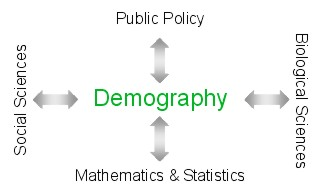 Public Policy
Social Sciences
Demography
Biological Sciences
Mathematics & Statistics